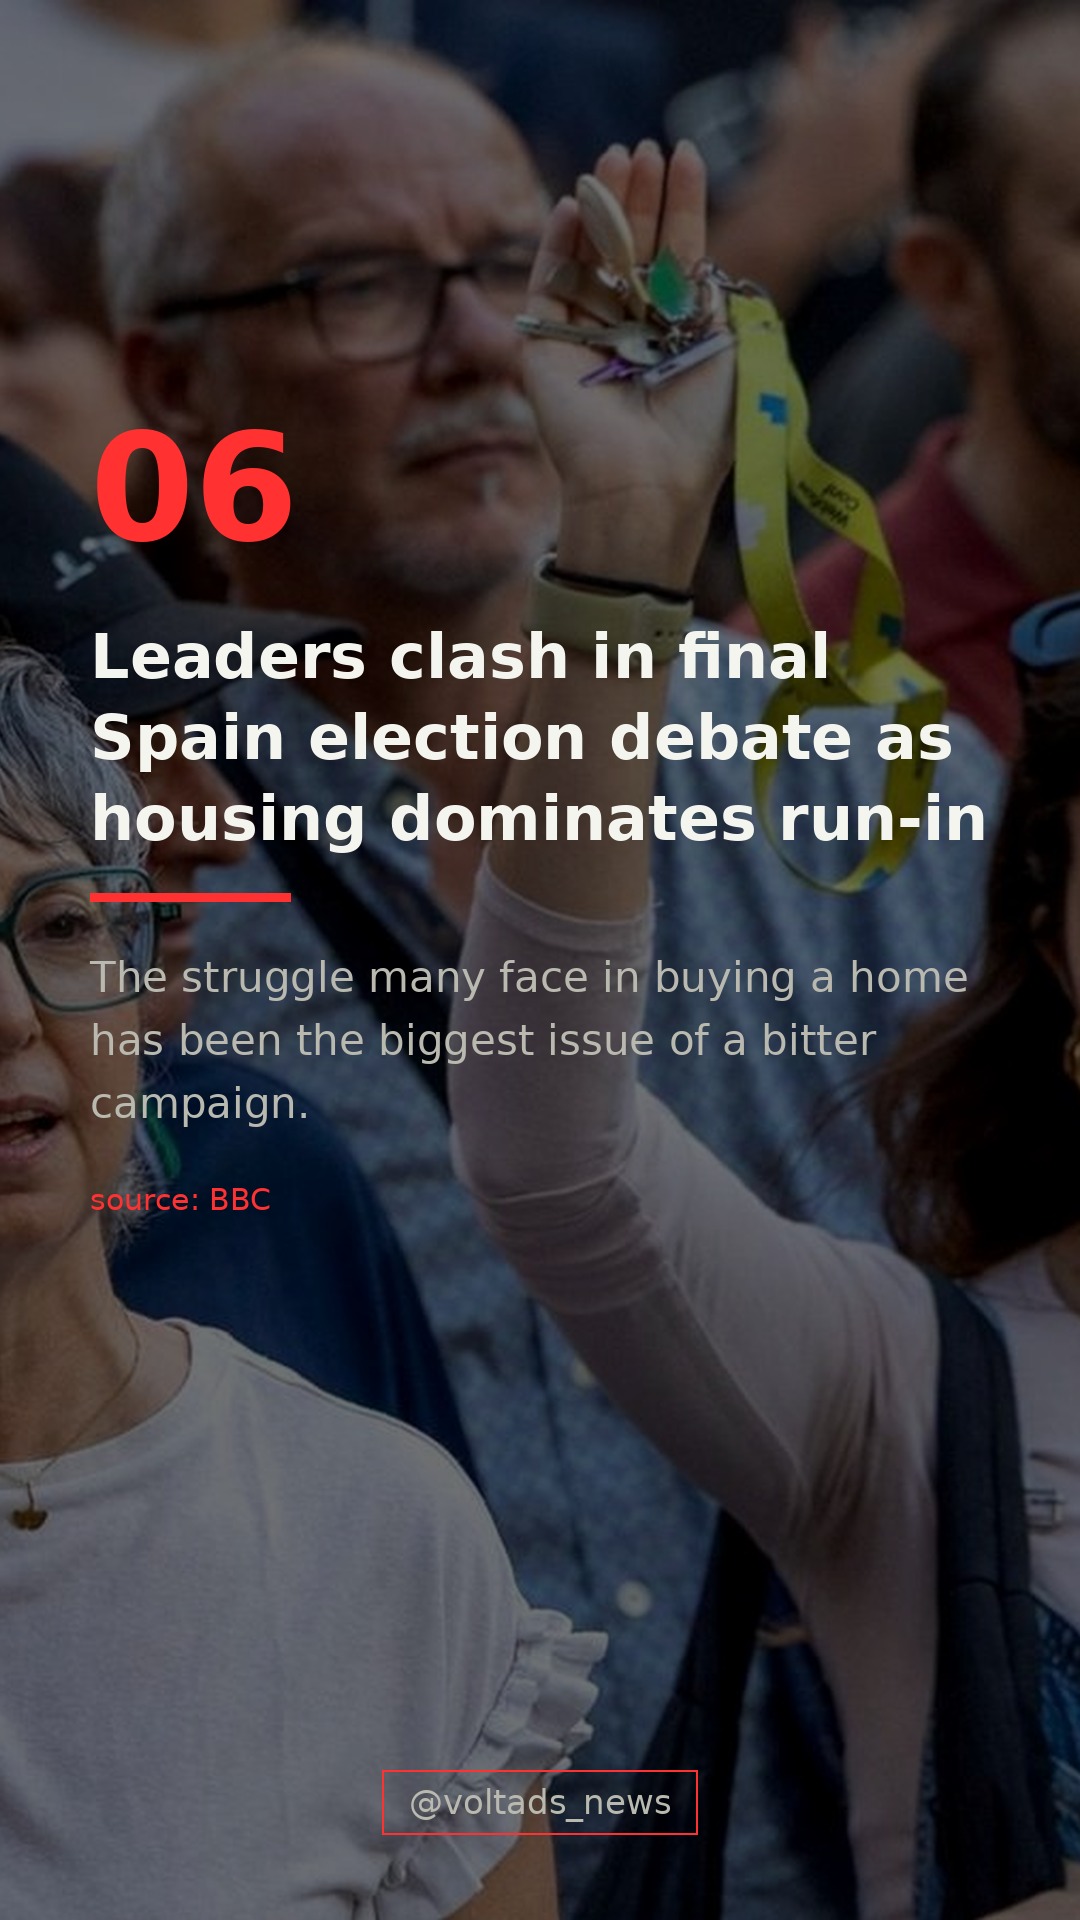 06
Leaders clash in final
Spain election debate as
housing dominates run-in
The struggle many face in buying a home
has been the biggest issue of a bitter
campaign.
source: BBC
@voltads_news